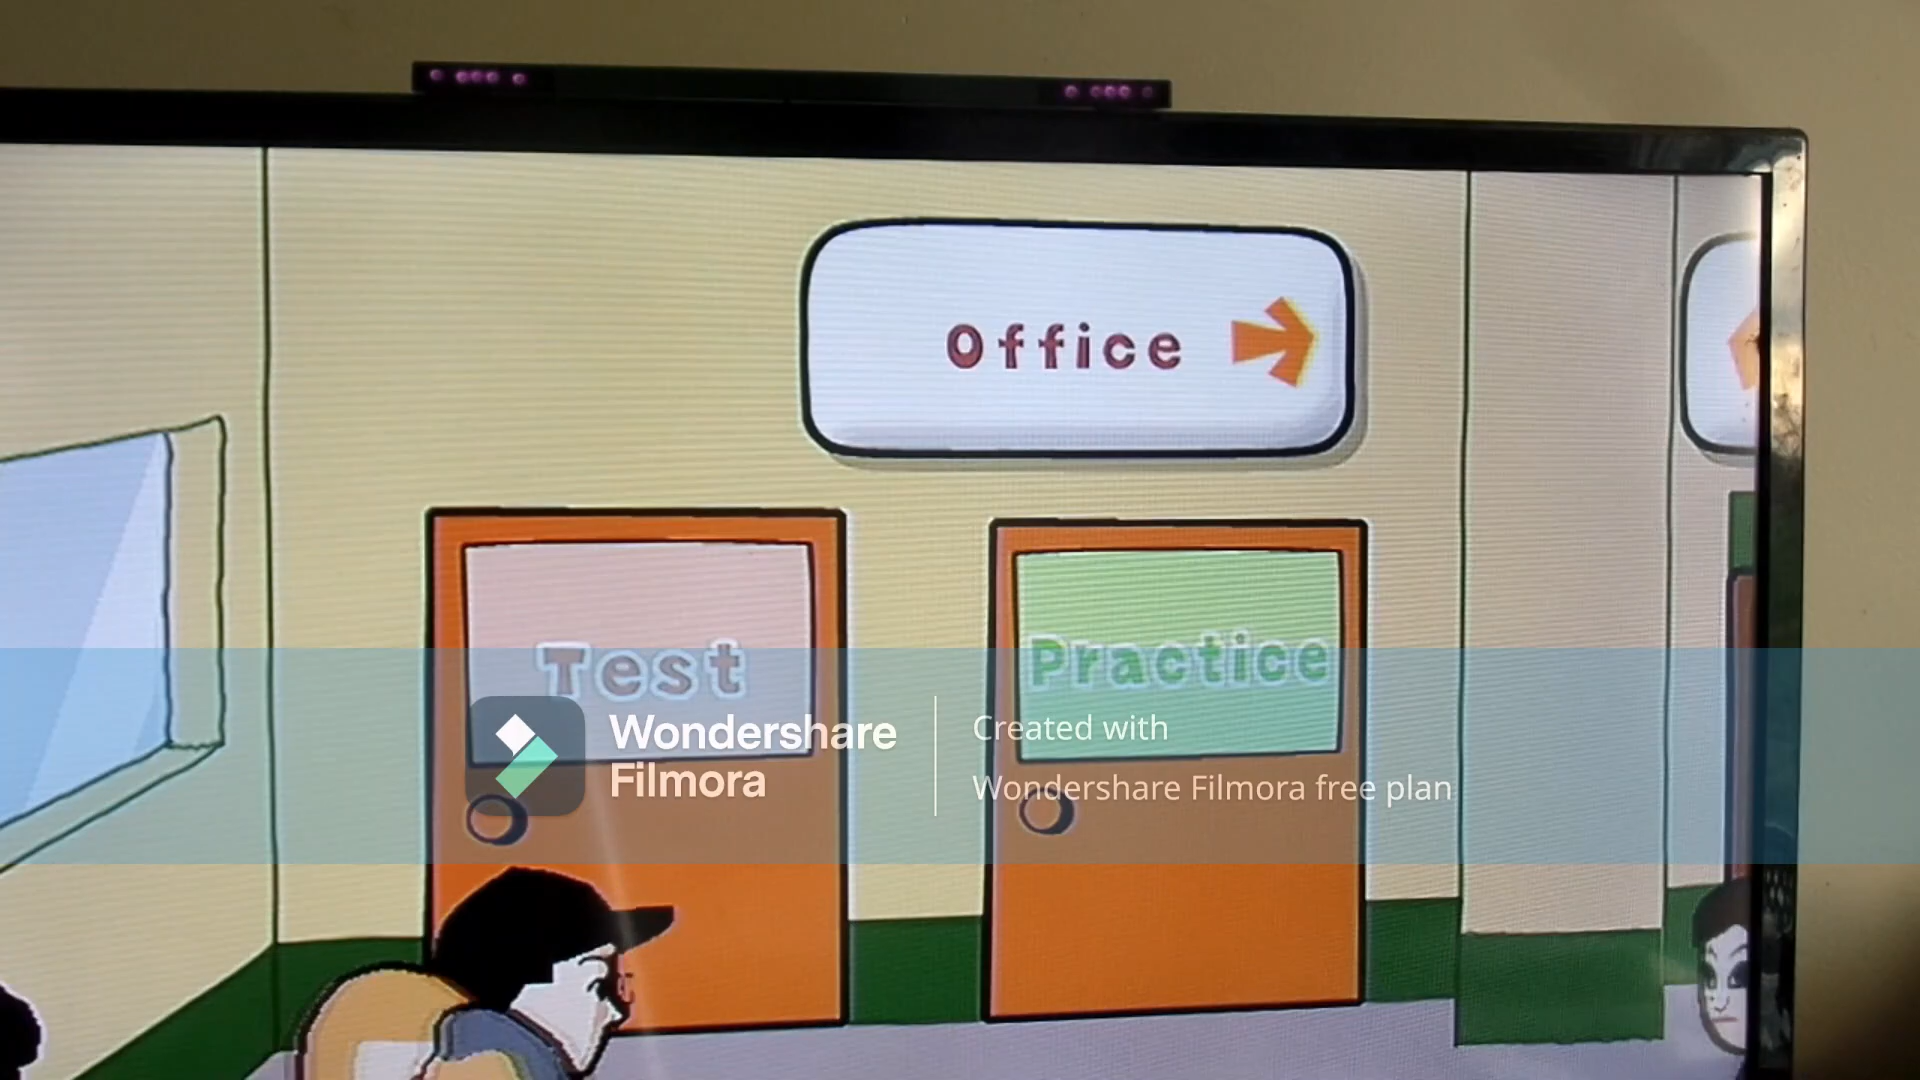 Office
Test
Practice
Wondershare
Filmora
Created with
Wondershare Filmora free plan